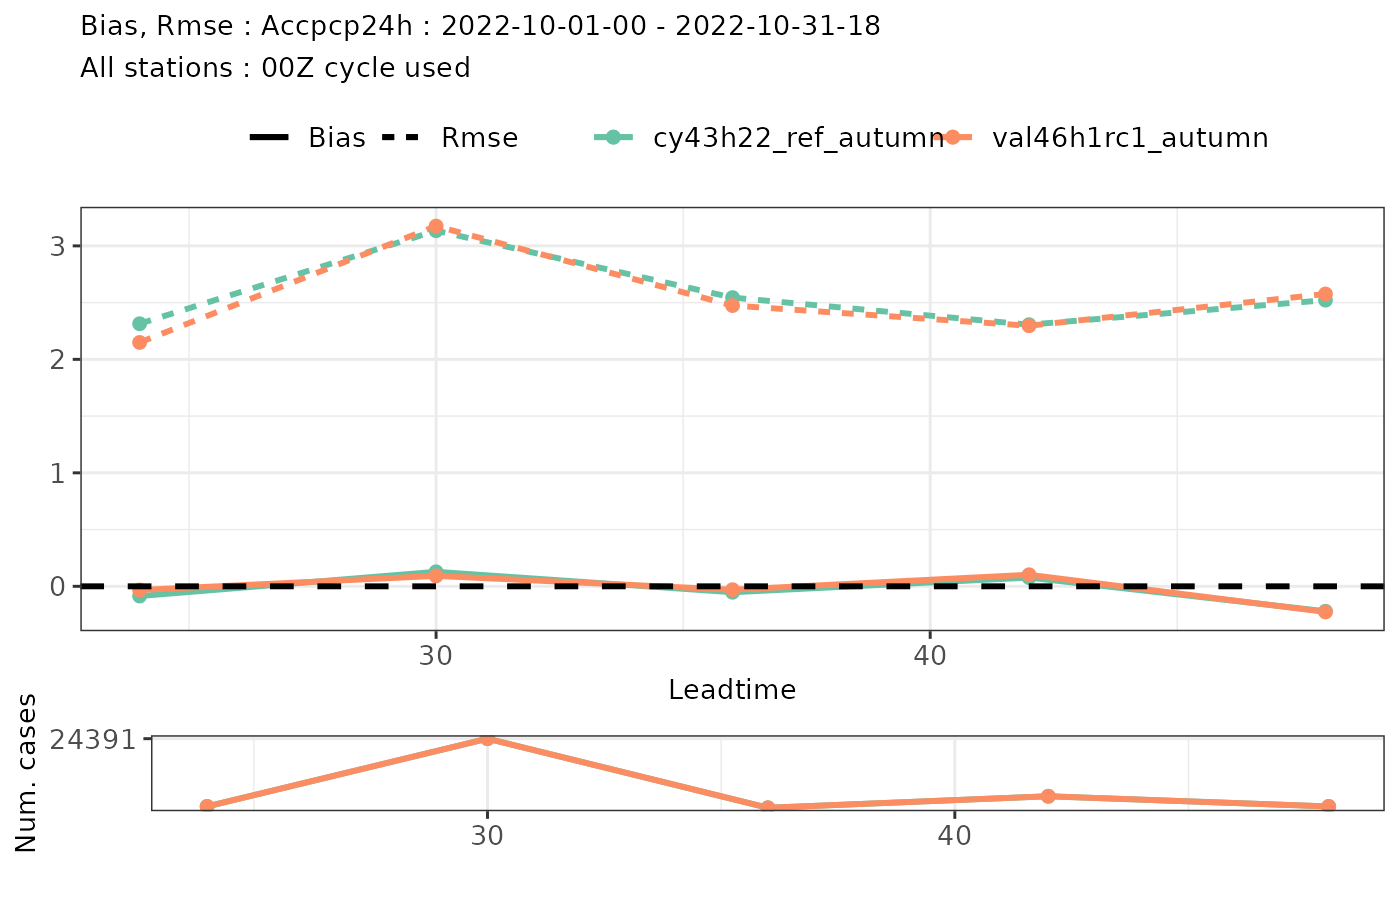 Bias, Rmse : Accpcp24h : 2022-10-01-00 - 2022-10-31-18
All stations : 00Z cycle used
Bias Rmse cy43h22_ref_autumn val46h1rc1_autumn
3
2
1
0
30 40
Leadtime
Num. cases
24391
30 40